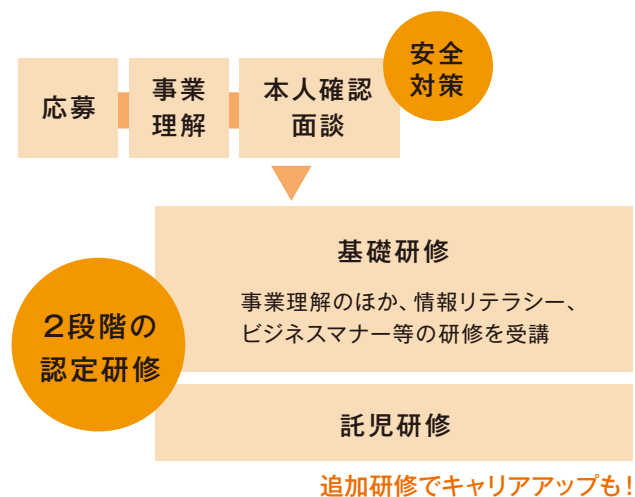 応募
事業
理解
本人確認
面談
安全
対策
2段階の
認定研修
基礎研修
事業理解のほか、情報リテラシー、
ビジネスマナー等の研修を受講
託児研修
追加研修でキャリアアップも!